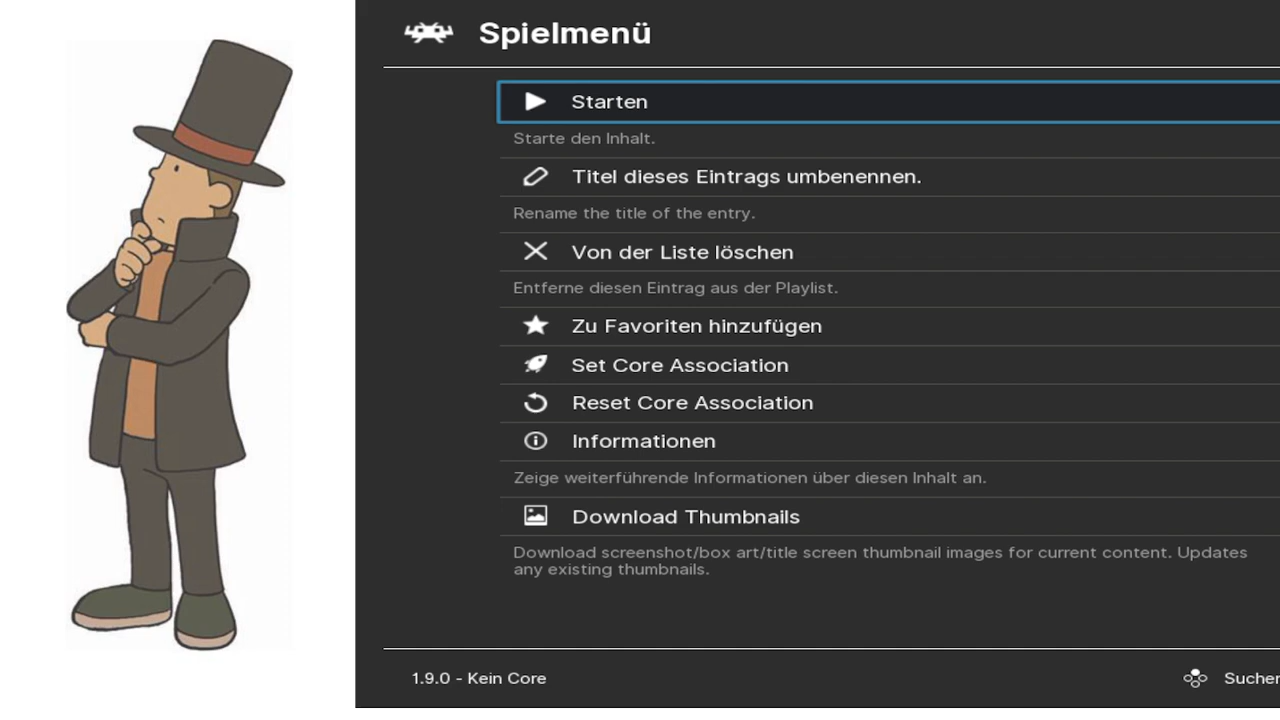 Spielmenü
Starten
Starte den Inhalt.
Titel dieses Eintrags umbenennen.
Rename the title of the entry.
Von der Liste löschen
Entferne diesen Eintrag aus der Playlist.
Zu Favoriten hinzufügen
Set Core Association
Reset Core Association
Informationen
Zeige weiterführende Informationen über diesen Inhalt an.
Download Thumbnails
Download screenshot/box art/title screen thumbnail images for current content. Updates
any existing thumbnails.
1.9.0 - Kein Core